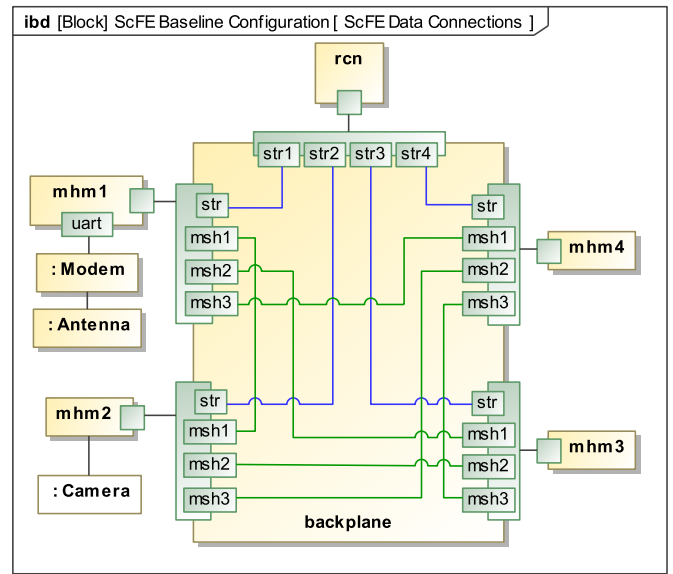 ibd [Block] ScFE Baseline Configuration [ ScFE Data Connections ]
rcn
str1 str2 str3 str4
mhm1
uart
: Modem
: Antenna
str
msh1
msh2
msh3
str
msh1
msh2
msh3
mhm4
mhm2
: Camera
str
msh1
msh2
msh3
str
msh1
msh2
msh3
mhm3
backplane